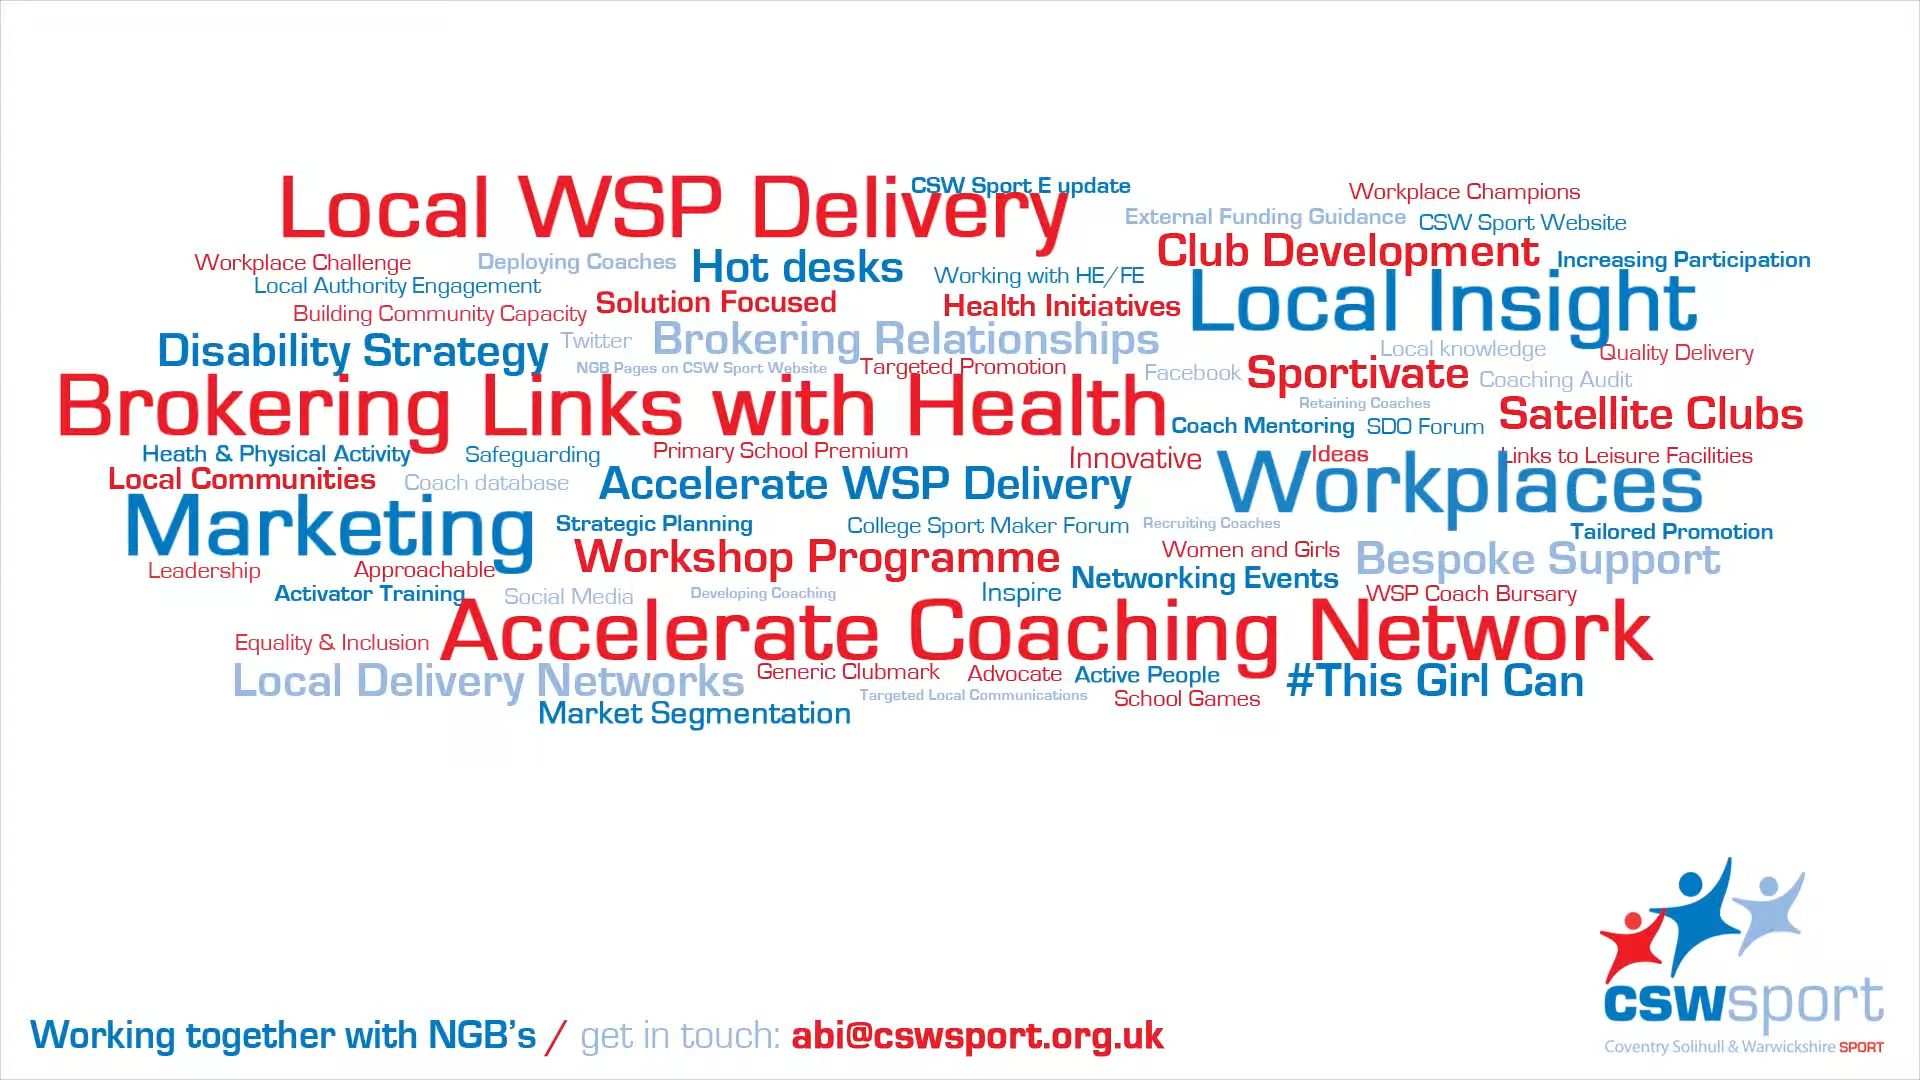 Local WSP Delivery
CSW Sport E update
Workplace Champions
External Funding Guidance
CSW Sport Website
Workplace Challenge
Deploying Coaches
Hot desks
Working with HE/FE
Club Development
Increasing Participation
Local Authority Engagement
Building Community Capacity
Solution Focused
Health Initiatives
Local Insight
Disability Strategy
Twitter
Brokering Relationships
Local knowledge
Quality Delivery
NGB Pages on CSW Sport Website
Targeted Promotion
Facebook
Sportivate
Coaching Audit
Brokering Links with Health
Retaining Coaches
Satellite Clubs
Coach Mentoring
SDO Forum
Heath & Physical Activity
Safeguarding
Primary School Premium
Innovative
Ideas
Links to Leisure Facilities
Local Communities
Coach database
Accelerate WSP Delivery
Workplaces
Marketing
Strategic Planning
College Sport Maker Forum
Recruiting Coaches
Tailored Promotion
Workshop Programme
Women and Girls
Bespoke Support
Leadership
Approachable
Networking Events
Activator Training
Social Media
Developing Coaching
Inspire
WSP Coach Bursary
Equality & Inclusion
Accelerate Coaching Network
Local Delivery Networks
Generic Clubmark
Advocate
Active People
#This Girl Can
Targeted Local Communications
School Games
Market Segmentation
cswsport
Coventry Solihull & Warwickshire SPORT
Working together with NGB's / get in touch: abi@cswsport.org.uk